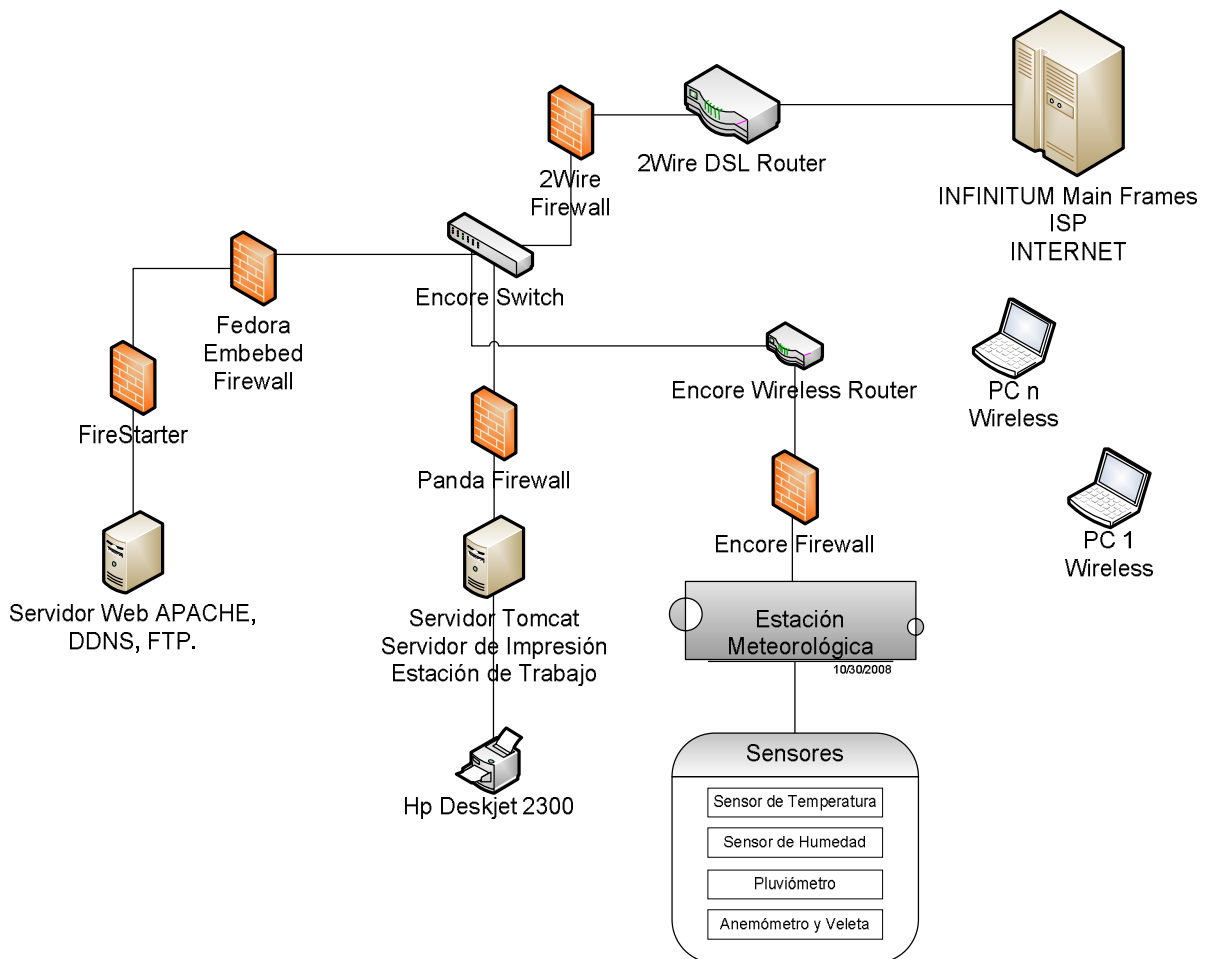 2Wire DSL Router
INFINITUM Main Frames
ISP
INTERNET
2Wire
Firewall
Encore Switch
Fedora
Embebed
Firewall
FireStarter
Encore Wireless Router
PC n
Wireless
Panda Firewall
Encore Firewall
PC 1
Wireless
Servidor Web APACHE,
DDNS, FTP.
Servidor Tomcat
Servidor de Impresión
Estación de Trabajo
Estación
Meteorológica
10/30/2008
Hp Deskjet 2300
Sensores
Sensor de Temperatura
Sensor de Humedad
Pluviómetro
Anemómetro y Veleta